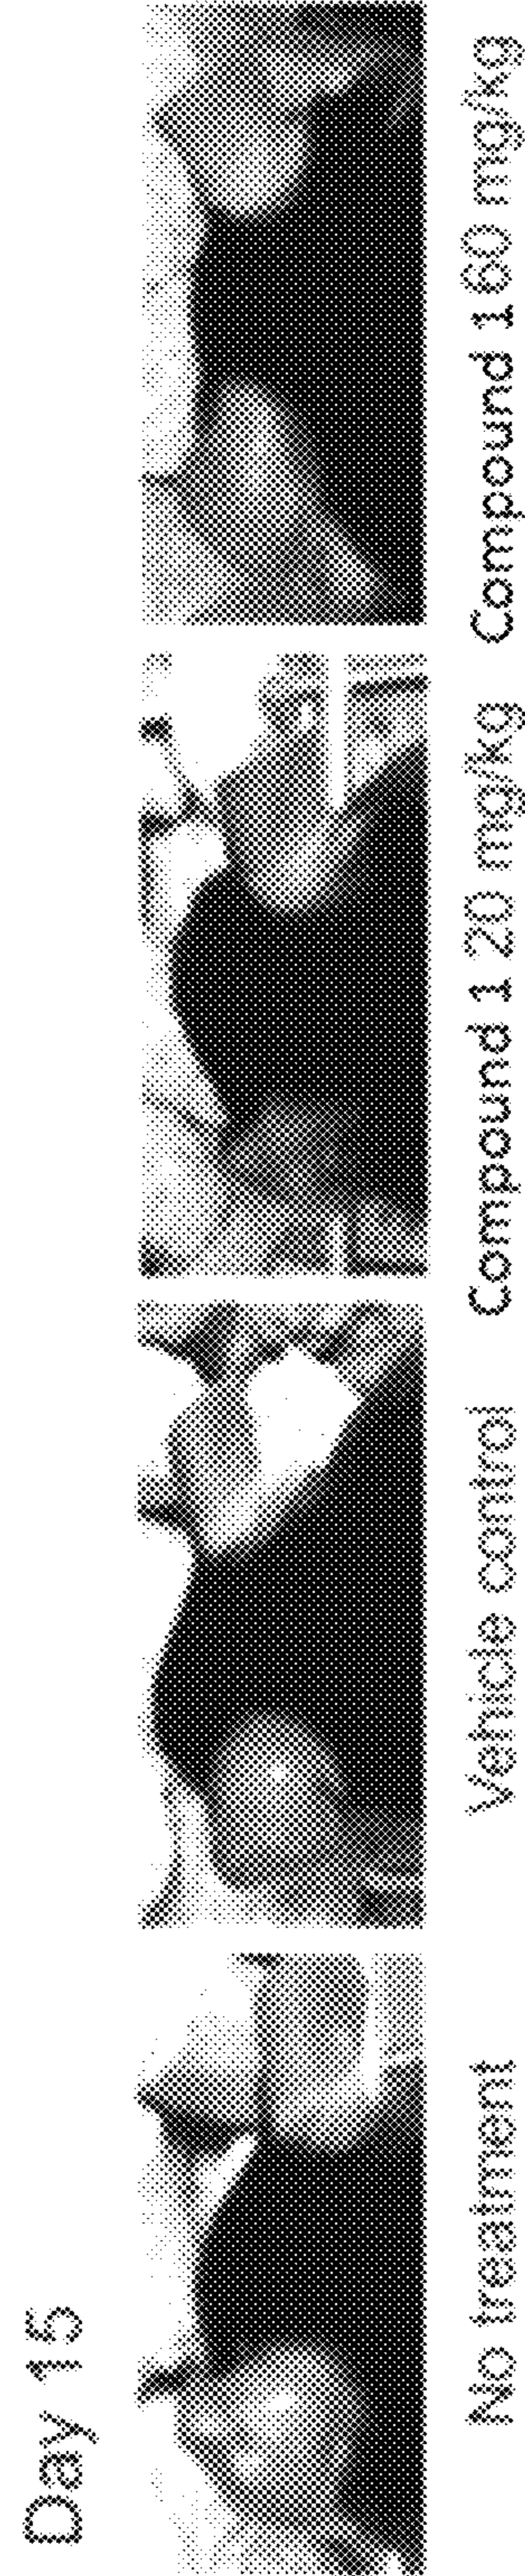 Day 15
No treatment
Vehicle control
Compound 1 20 mg/kg
Compound 1 60 mg/kg